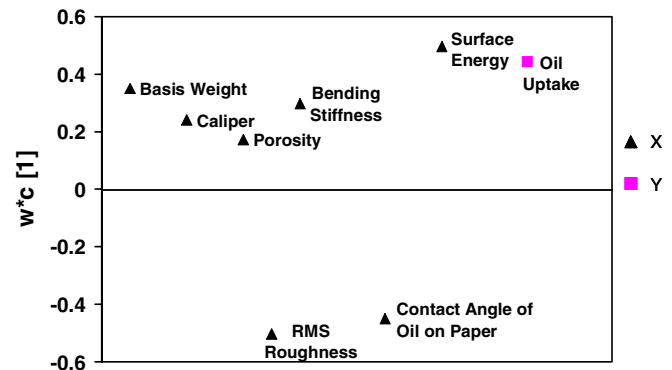 0.6
0.4
0.2
0
-0.2
-0.4
-0.6
w*c [1]
Basis Weight
Caliper
Porosity
Bending
Stiffness
Surface
Energy
Oil
Uptake
RMS
Roughness
Contact Angle of
Oil on Paper
X
Y